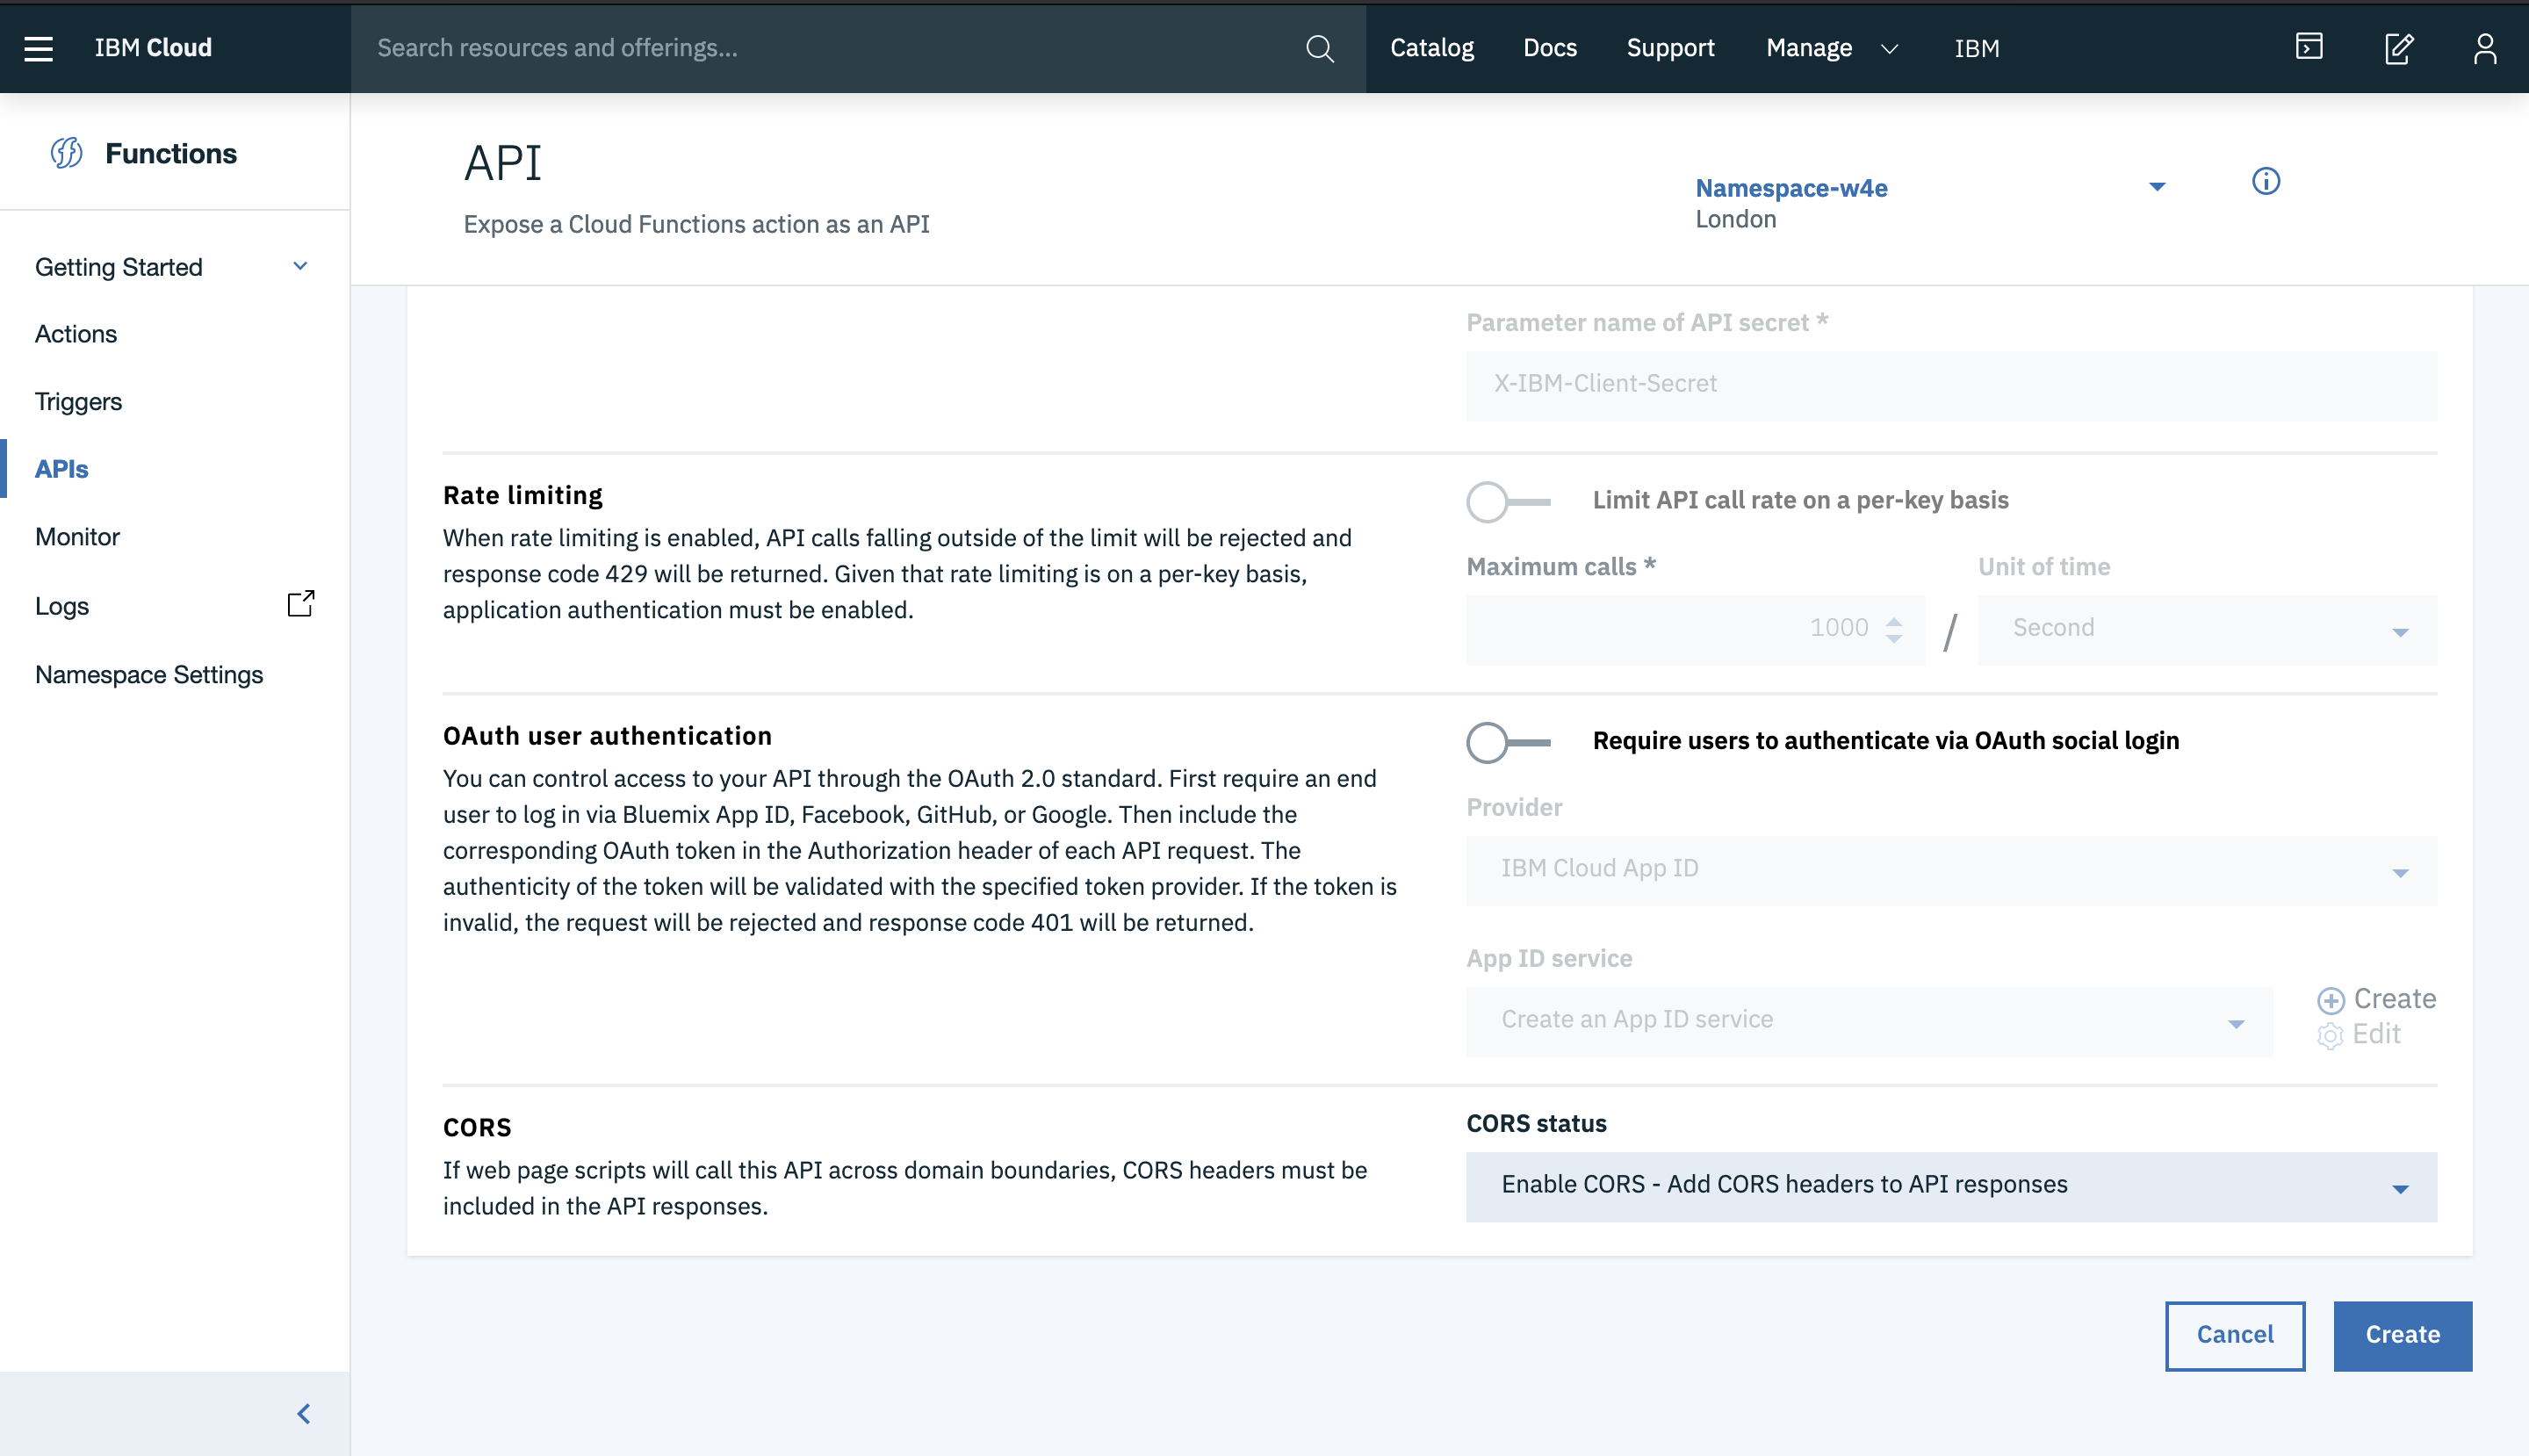 IBM Cloud
Search resources and offerings...
Catalog
Docs
Support
Manage
IBM
Functions
Getting Started
Actions
Triggers
APIs
Monitor
Logs
Namespace Settings
API
Expose a Cloud Functions action as an API
Namespace-w4e
London
Parameter name of API secret *
X-IBM-Client-Secret
Rate limiting
When rate limiting is enabled, API calls falling outside of the limit will be rejected and
response code 429 will be returned. Given that rate limiting is on a per-key basis,
application authentication must be enabled.
Limit API call rate on a per-key basis
Maximum calls *
Unit of time
1000
/
Second
OAuth user authentication
You can control access to your API through the OAuth 2.0 standard. First require an end
user to log in via Bluemix App ID, Facebook, GitHub, or Google. Then include the
corresponding OAuth token in the Authorization header of each API request. The
authenticity of the token will be validated with the specified token provider. If the token is
invalid, the request will be rejected and response code 401 will be returned.
Require users to authenticate via OAuth social login
Provider
IBM Cloud App ID
App ID service
Create an App ID service
Create
Edit
CORS
If web page scripts will call this API across domain boundaries, CORS headers must be
included in the API responses.
CORS status
Enable CORS - Add CORS headers to API responses
Cancel
Create